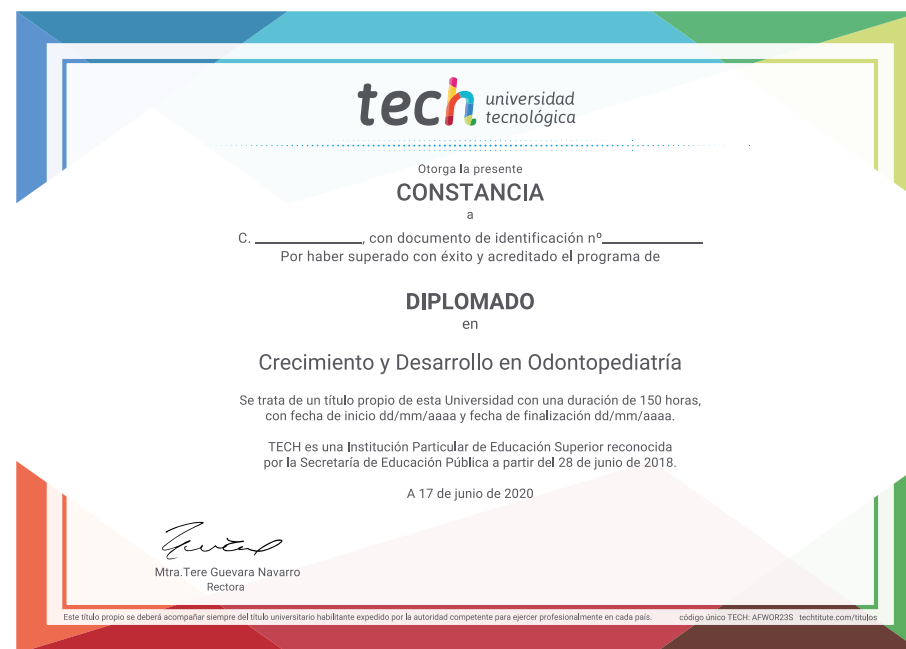 tech universidad
tecnológica
Otorga la presente
CONSTANCIA
a
C. ____________, con documento de identificación nº____________
Por haber superado con éxito y acreditado el programa de
DIPLOMADO
en
Crecimiento y Desarrollo en Odontopediatría
Se trata de un título propio de esta Universidad con una duración de 150 horas,
con fecha de inicio dd/mm/aaaa y fecha de finalización dd/mm/aaaa.
TECH es una Institución Particular de Educación Superior reconocida
por la Secretaría de Educación Pública a partir del 28 de junio de 2018.
A 17 de junio de 2020
Mtra.Tere Guevara Navarro
Rectora
Este título propio se deberá acompañar siempre del título universitario habilitante expedido por la autoridad competente para ejercer profesionalmente en cada país. código único TECH: AFWOR23S techtitute.com/titulos